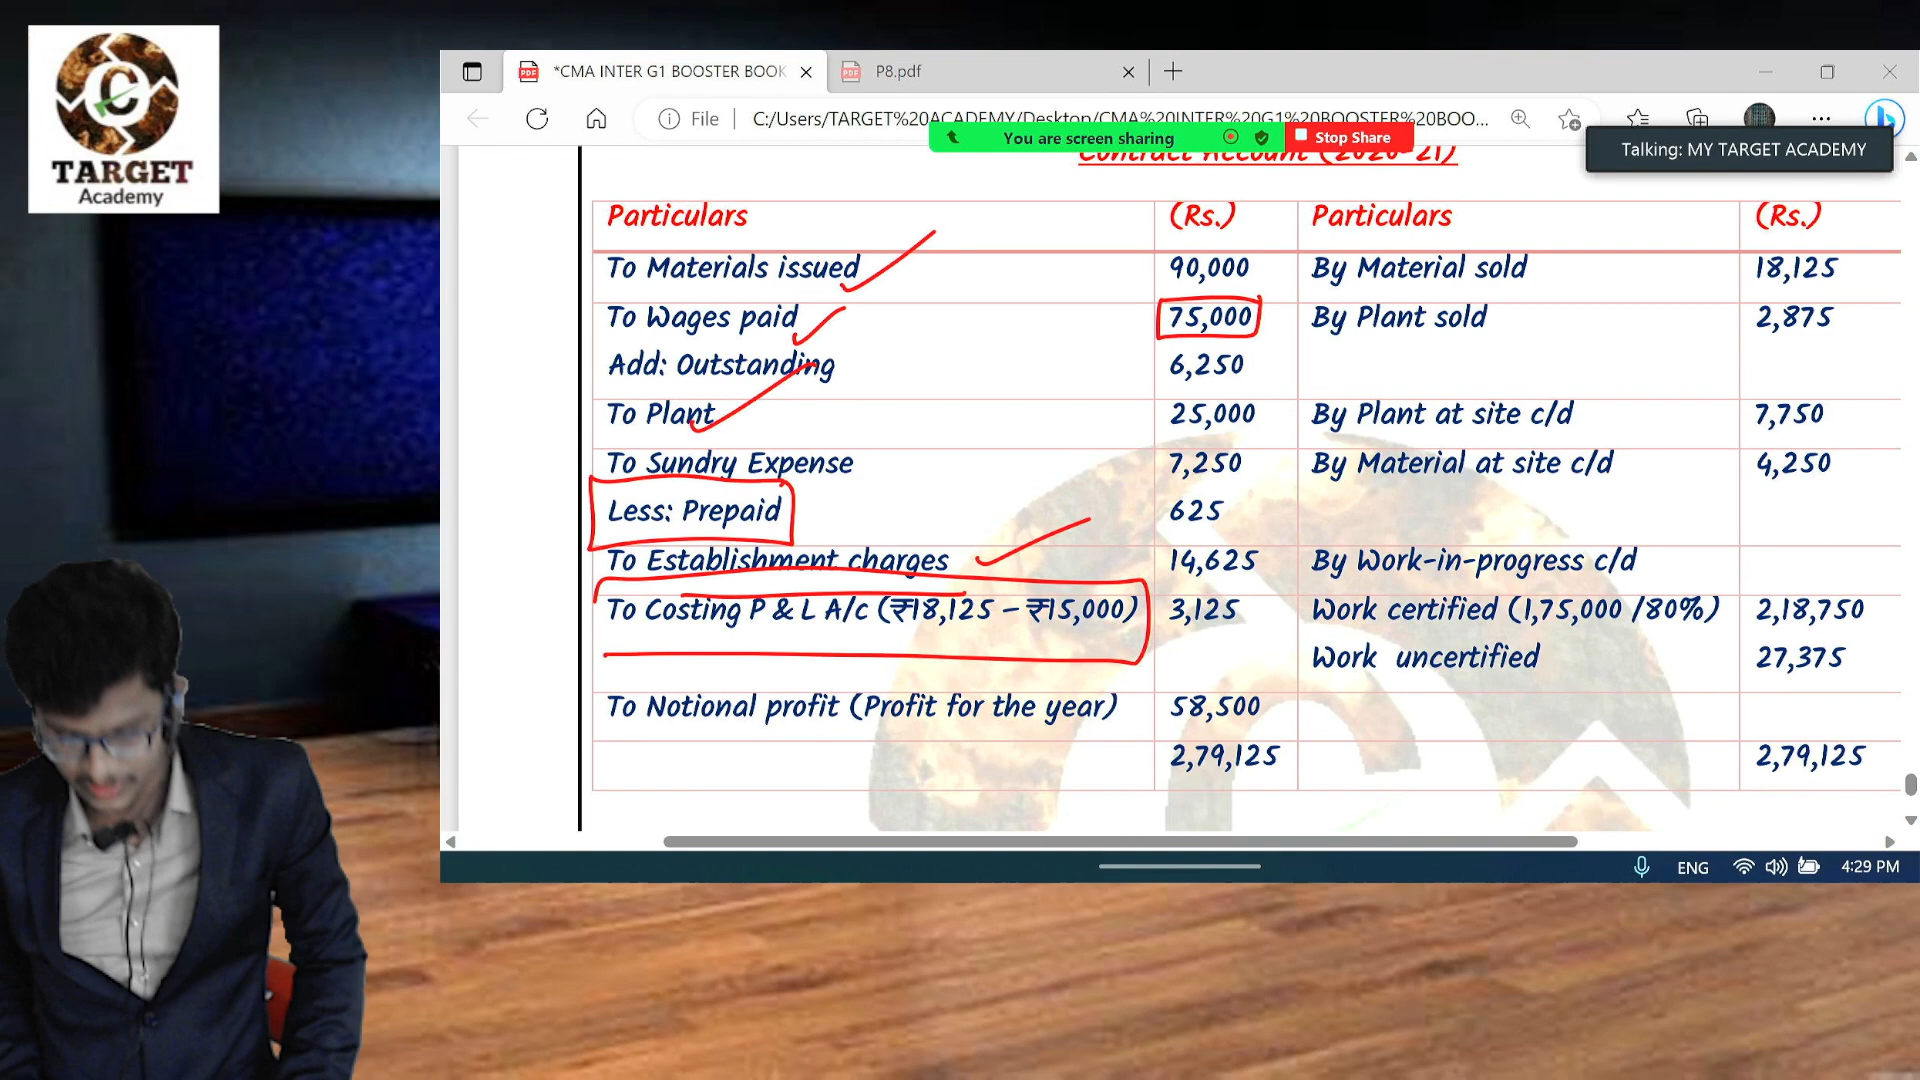 C
TARGET
Academy
*CMA INTER G1 BOOSTER BOOK
P8.pdf
File
C:/Users/TARGET%20ACADEMY/Desktop/CMA%20INTER%20G1%20BOOSTER%20BOO...
You are screen sharing
Stop Share
Talking: MY TARGET ACADEMY
Contract Account (2020-21)
Particulars (Rs.) Particulars (Rs.)
To Materials issued 90,000 By Material sold 18,125
To Wages paid 75,000 By Plant sold 2,875
Add: Outstanding 6,250
To Plant 25,000 By Plant at site c/d 7,750
To Sundry Expense 7,250 By Material at site c/d 4,250
Less: Prepaid 625
To Establishment charges 14,625 By Work-in-progress c/d
To Costing P & L A/c (₹18,125 – ₹15,000) 3,125 Work certified (1,75,000 /80%) 2,18,750
Work uncertified 27,375
To Notional profit (Profit for the year) 58,500
2,79,125 2,79,125
ENG 4:29 PM